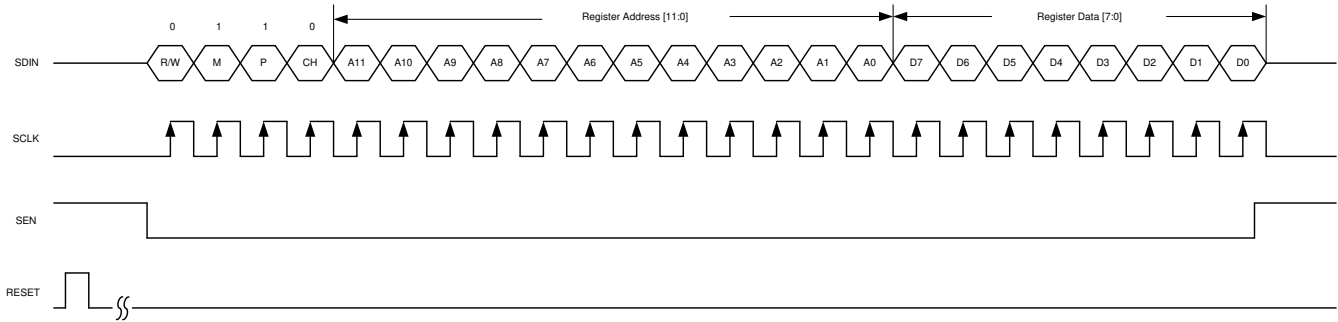 0 1 1 0 Register Address [11:0] Register Data [7:0]
SDIN R/W M P CH A11 A10 A9 A8 A7 A6 A5 A4 A3 A2 A1 A0 D7 D6 D5 D4 D3 D2 D1 D0
SCLK
SEN
RESET